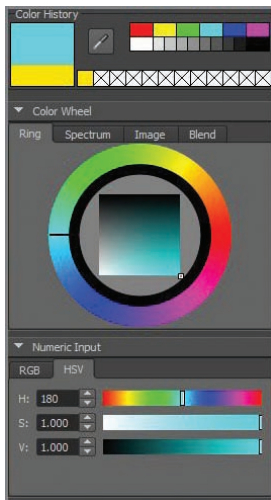 Color History
Color Wheel
Ring Spectrum Image Blend
Numeric Input
RGB HSV
H: 180
S: 1.000
V: 1.000